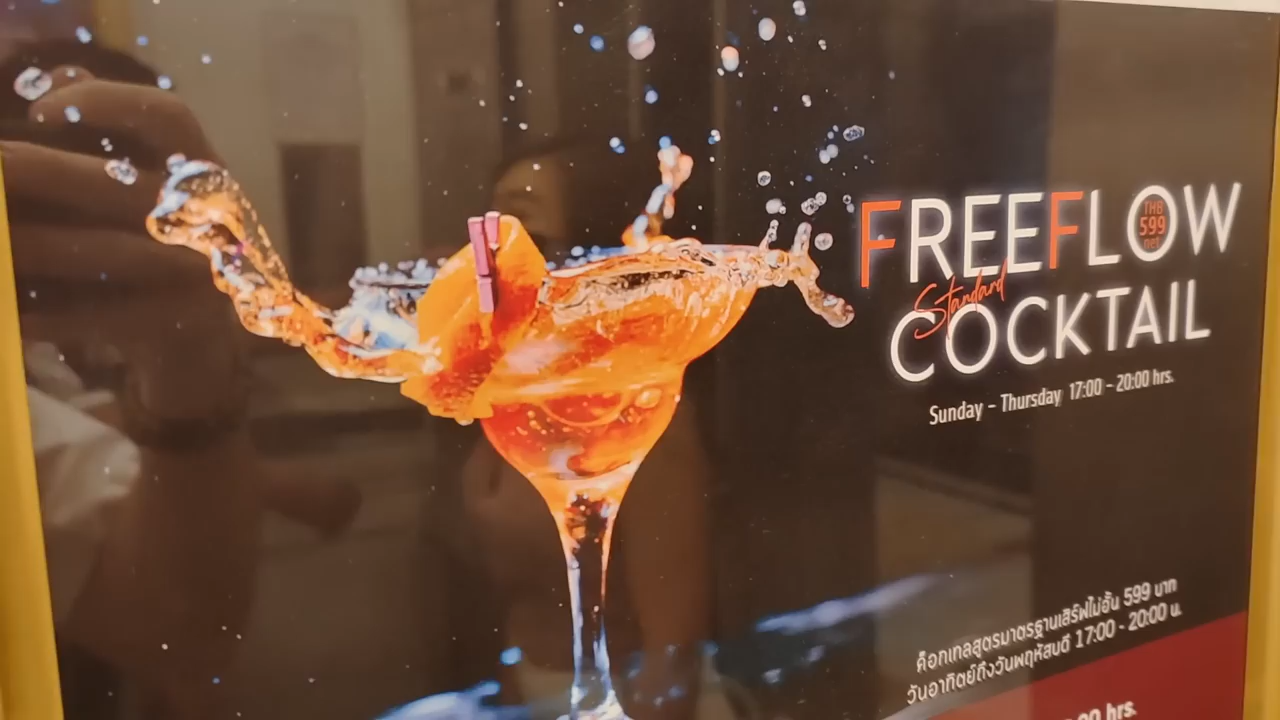 FREEFLOW
THB
599
net
Standard
COCKTAIL
Sunday - Thursday 17:00 - 20:00 hrs.
ค็อกเทลสูตรมาตรฐานเสิร์ฟไม่อั้น 599 บาท
วันอาทิตย์ถึงวันพฤหัสบดี 17:00 - 20:00 น.
hrs.